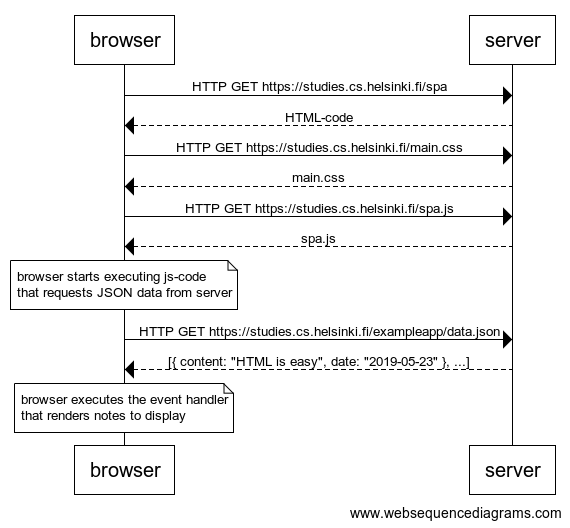 browser
server
HTTP GET https://studies.cs.helsinki.fi/spa
HTML-code
HTTP GET https://studies.cs.helsinki.fi/main.css
main.css
HTTP GET https://studies.cs.helsinki.fi/spa.js
spa.js
browser starts executing js-code
that requests JSON data from server
HTTP GET https://studies.cs.helsinki.fi/exampleapp/data.json
[{ content: "HTML is easy", date: "2019-05-23" }, ...]
browser executes the event handler
that renders notes to display
browser
server
www.websequencediagrams.com